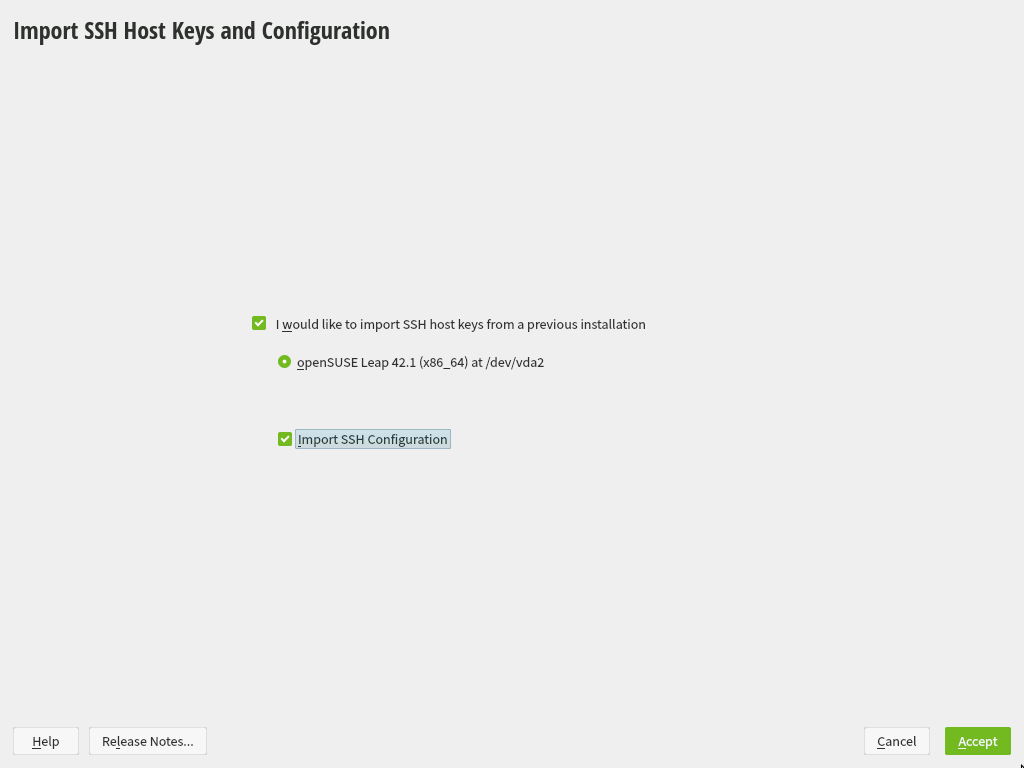 Import SSH Host Keys and Configuration
I would like to import SSH host keys from a previous installation
openSUSE Leap 42.1 (x86_64) at /dev/vda2
Import SSH Configuration
Help
Release Notes...
Cancel
Accept